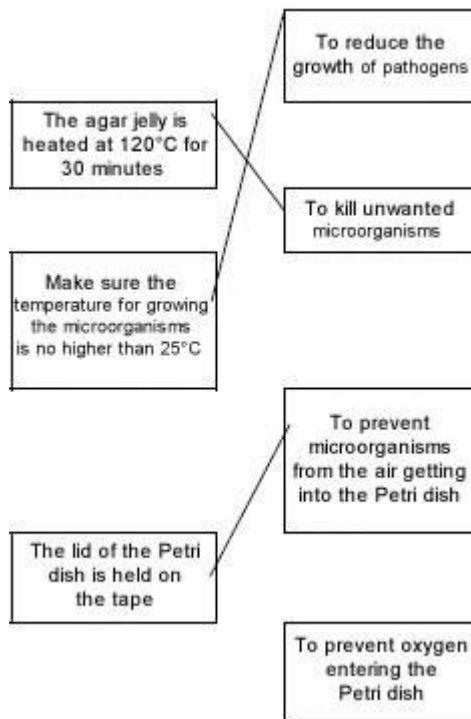 To reduce the
growth of pathogens
The agar jelly is
heated at 120°C for
30 minutes
To kill unwanted
microorganisms
Make sure the
temperature for growing
the microorganisms
is no higher than 25°C
To prevent
microorganisms
from the air getting
into the Petri dish
The lid of the Petri
dish is held on
the tape
To prevent oxygen
entering the
Petri dish